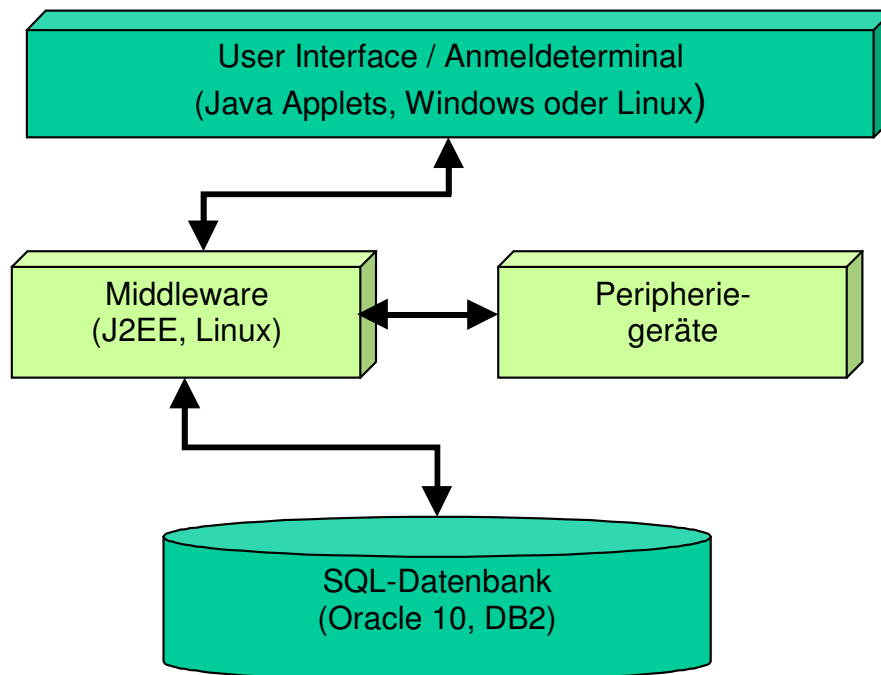 User Interface / Anmeldeterminal
(Java Applets, Windows oder Linux)
Middleware
(J2EE, Linux)
Peripherie-
geräte
SQL-Datenbank
(Oracle 10, DB2)